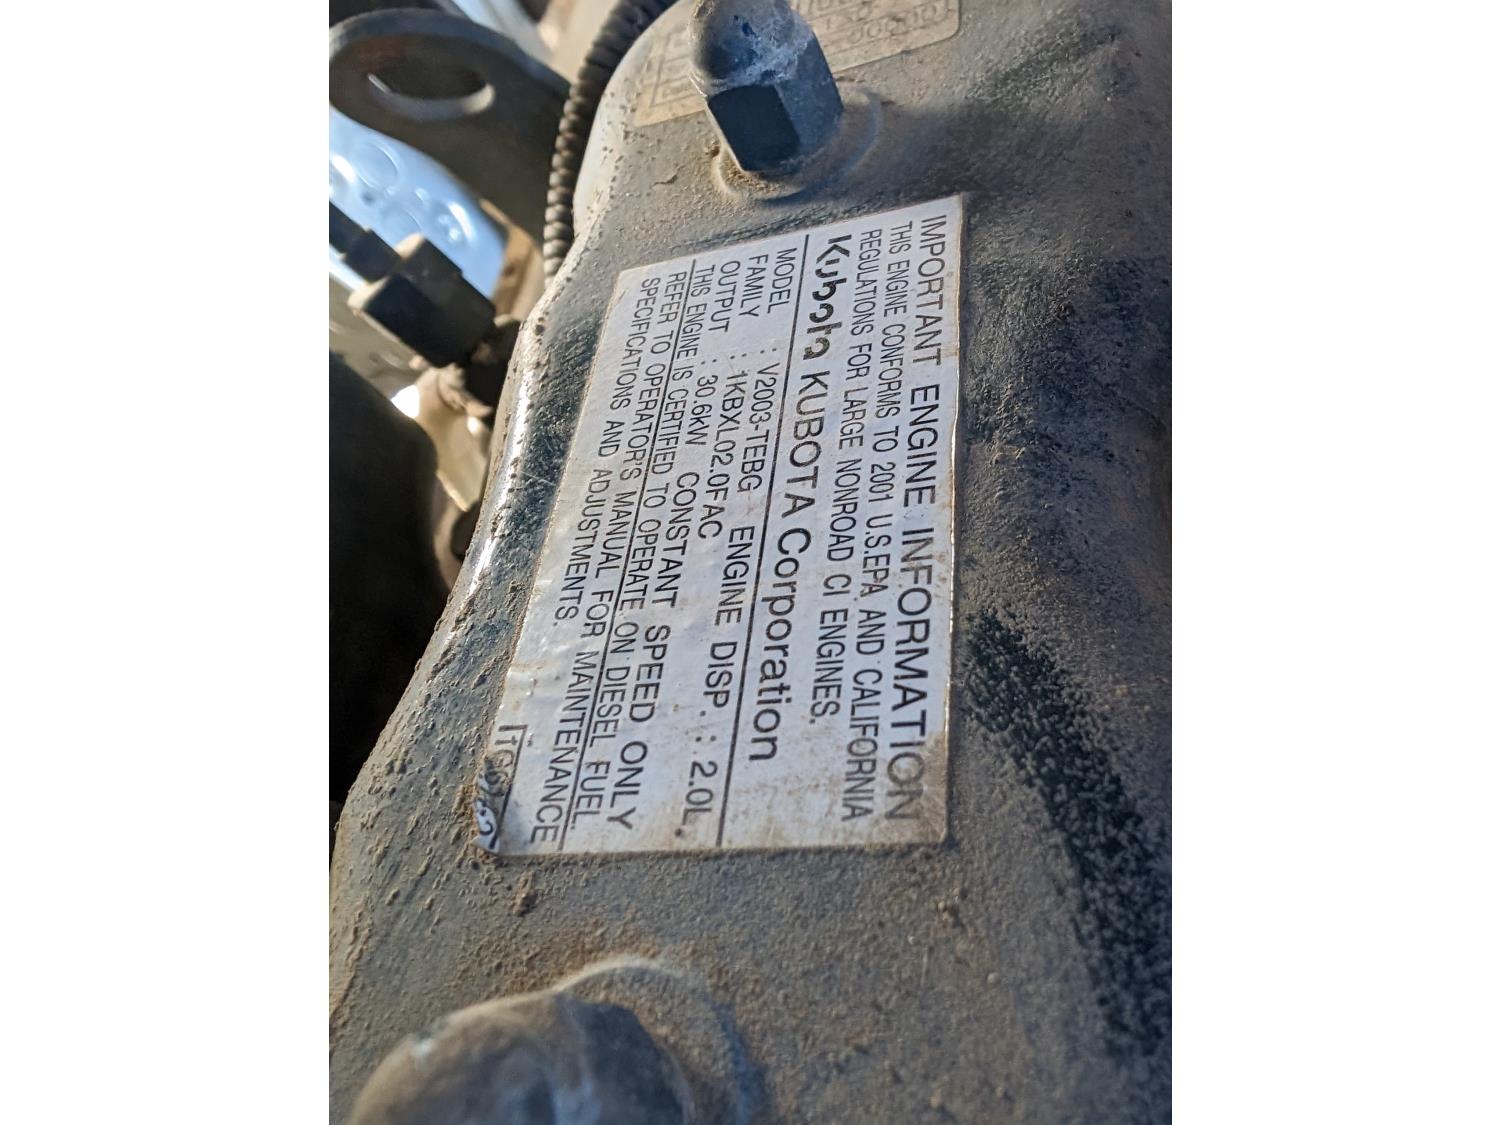 IMPORTANT ENGINE INFORMATION
THIS ENGINE CONFORMS TO 2001 U.S.EPA AND CALIFORNIA
REGULATIONS FOR LARGE NONROAD CI ENGINES.
Kubota KUBOTA Corporation
MODEL : V2003-TEBG ENGINE DISP. : 2.0L.
FAMILY : 1KBXL02.0FAC
OUTPUT : 30.6kW CONSTANT SPEED ONLY
THIS ENGINE IS CERTIFIED TO OPERATE ON DIESEL FUEL.
REFER TO OPERATOR'S MANUAL FOR MAINTENANCE
SPECIFICATIONS AND ADJUSTMENTS.